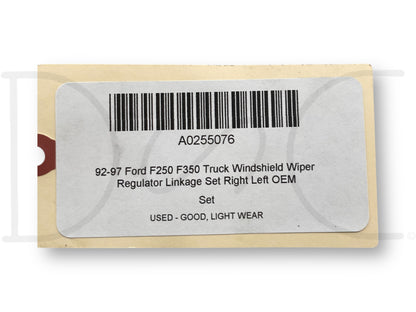 A0255076
92-97 Ford F250 F350 Truck Windshield Wiper
Regulator Linkage Set Right Left OEM
Set
USED - GOOD, LIGHT WEAR